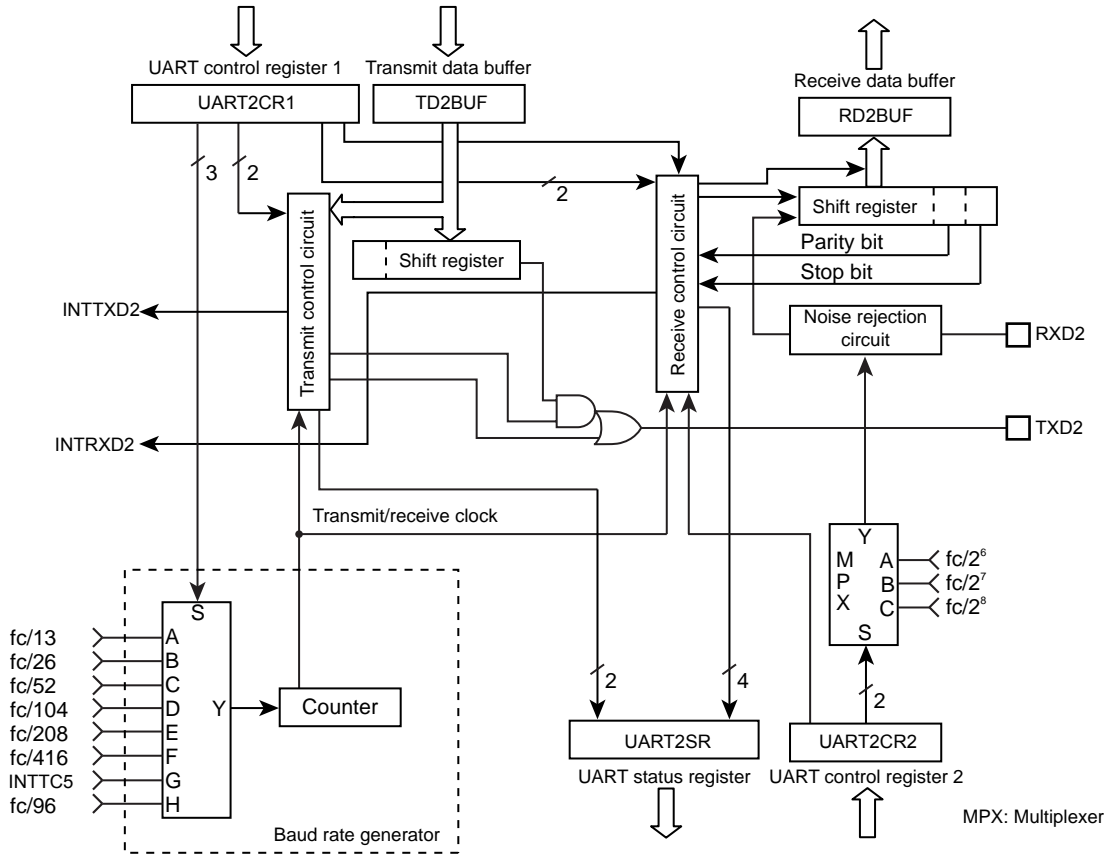 UART control register 1
Transmit data buffer
Receive data buffer
UART2CR1
TD2BUF
RD2BUF
3
2
2
Transmit control circuit
Receive control circuit
Shift register
Shift register
Parity bit
Stop bit
INTTXD2
Noise rejection
circuit
RXD2
INTRXD2
TXD2
Transmit/receive clock
Y
M
P
X
A
B
C
S
fc/2⁶
fc/2⁷
fc/2⁸
S
fc/13
A
fc/26
B
fc/52
C
fc/104
D
Y
Counter
fc/208
E
fc/416
F
INTTC5
G
fc/96
H
2
4
2
UART2SR
UART2CR2
UART status register
UART control register 2
Baud rate generator
MPX: Multiplexer